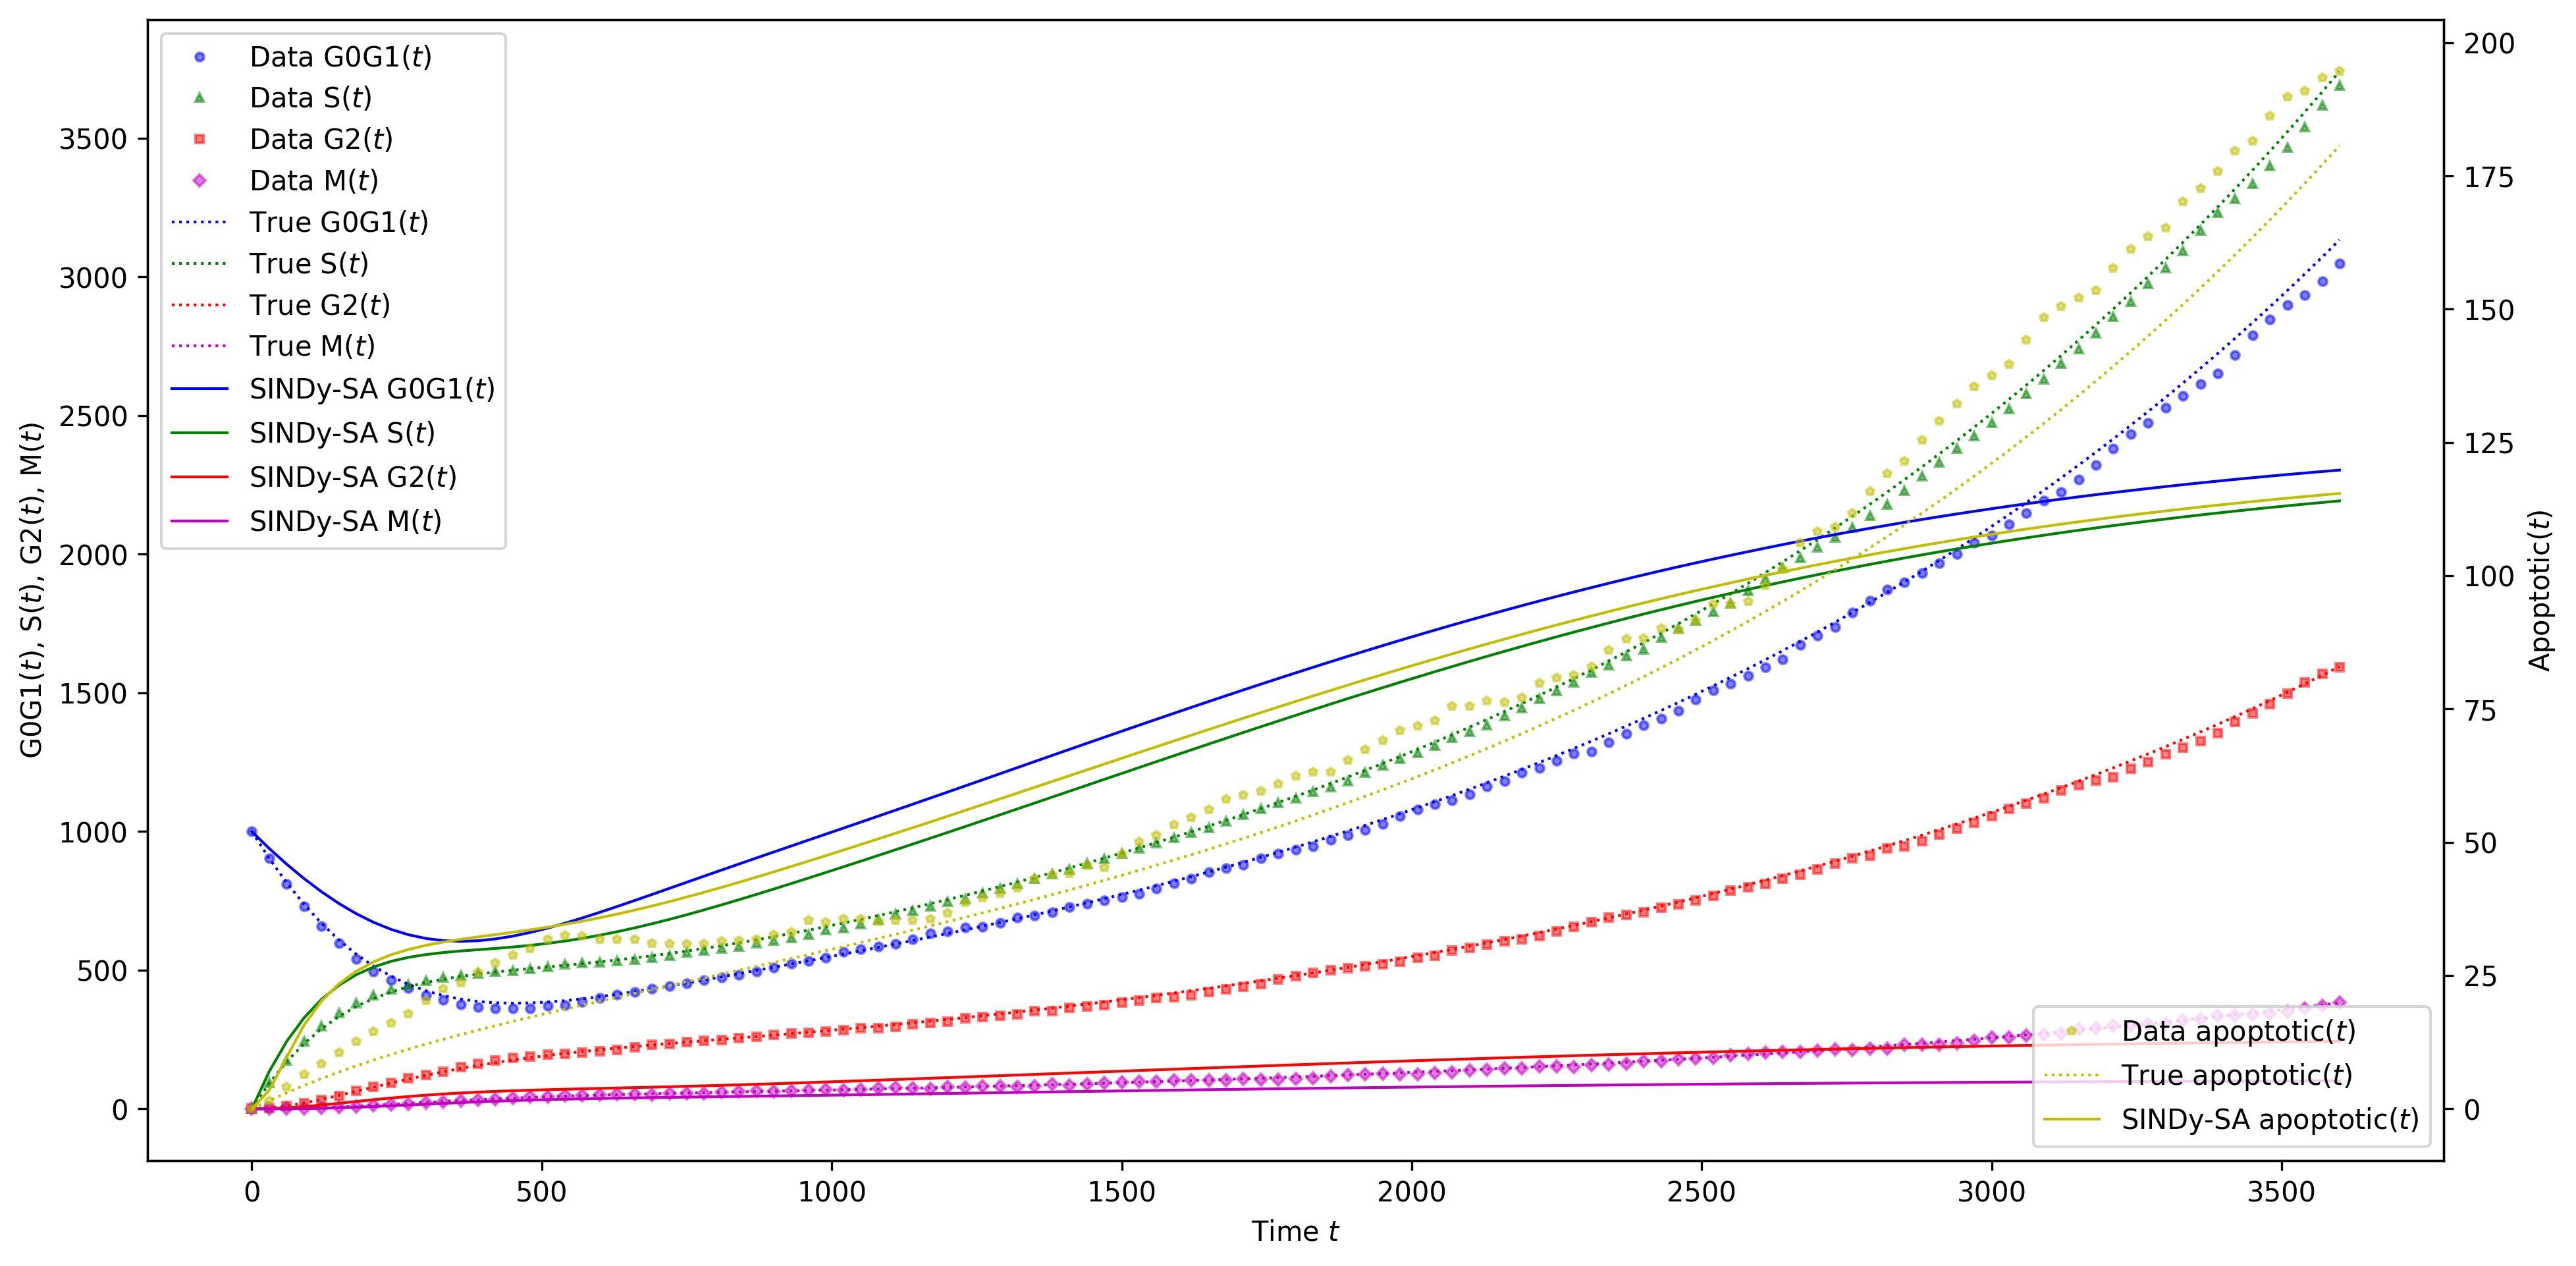 Data G0G1(t)
Data S(t)
Data G2(t)
Data M(t)
True G0G1(t)
True S(t)
True G2(t)
True M(t)
SINDy-SA G0G1(t)
SINDy-SA S(t)
SINDy-SA G2(t)
SINDy-SA M(t)
G0G1(t), S(t), G2(t), M(t)
3500
3000
2500
2000
1500
1000
500
0
200
175
150
125
100
75
50
25
0
Apoptotic(t)
Data apoptotic(t)
True apoptotic(t)
SINDy-SA apoptotic(t)
0 500 1000 1500 2000 2500 3000 3500
Time t